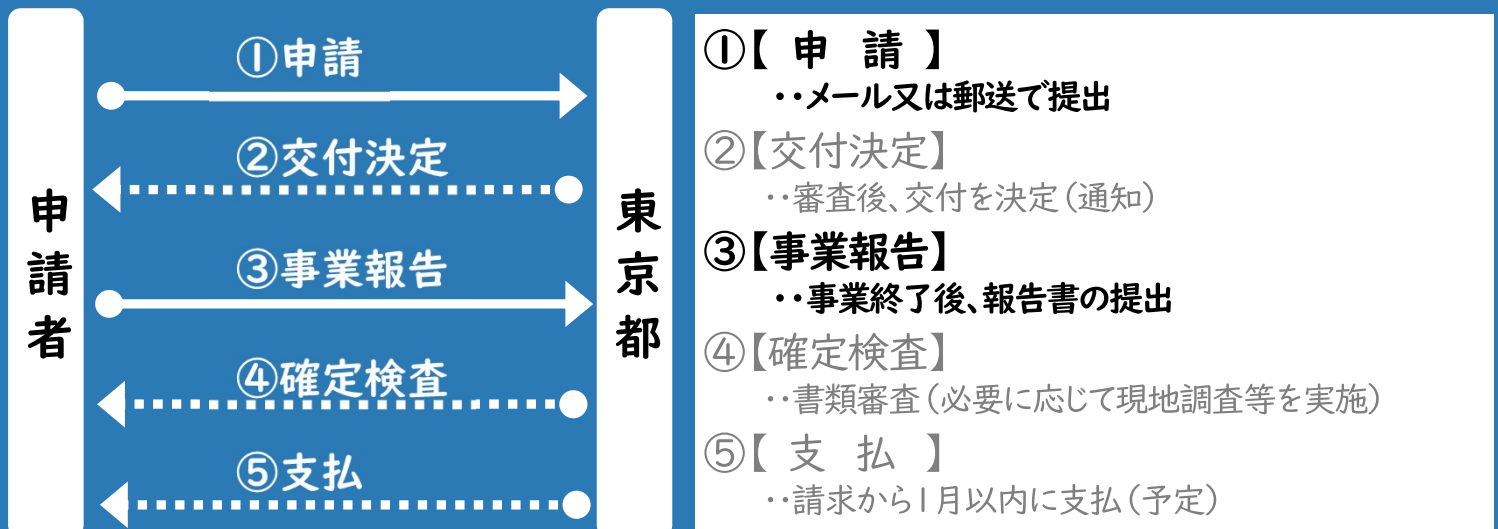 申請者
①申請
②交付決定
③事業報告
④確定検査
⑤支払
東京都
①【 申 請 】
‥メール又は郵送で提出
②【交付決定】
‥審査後、交付を決定（通知）
③【事業報告】
‥事業終了後、報告書の提出
④【確定検査】
‥書類審査（必要に応じて現地調査等を実施）
⑤【 支 払 】
‥請求から1月以内に支払（予定）